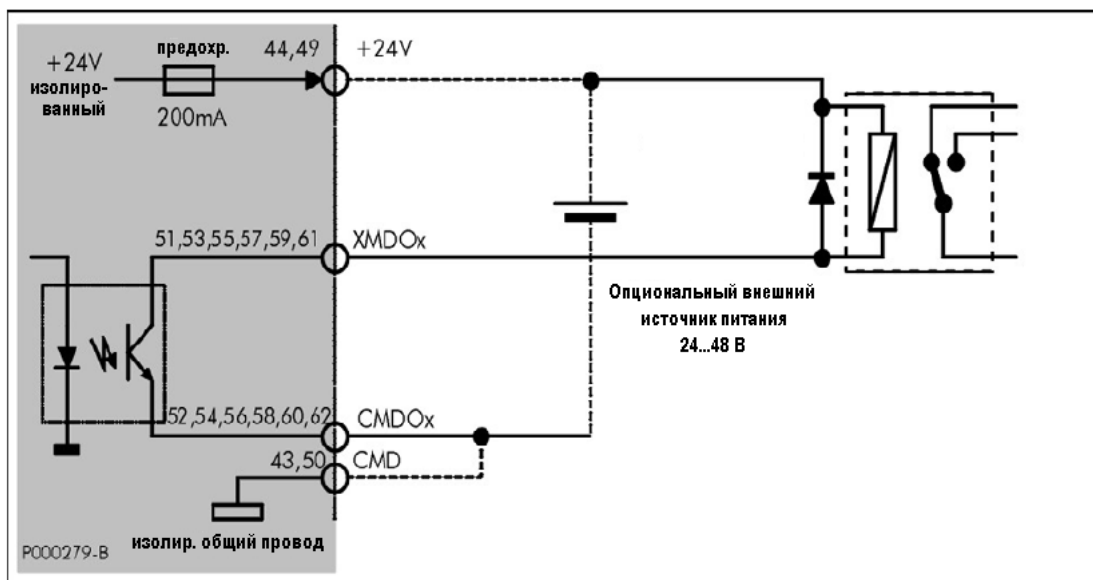 +24V
изолиро-
ванный
предохр.
200mA
44,49
+24V
51,53,55,57,59,61
XMDOx
Опциональный внешний
источник питания
24...48 В
52,54,56,58,60,62
CMDOx
43,50
CMD
изолир. общий провод
P000279-B